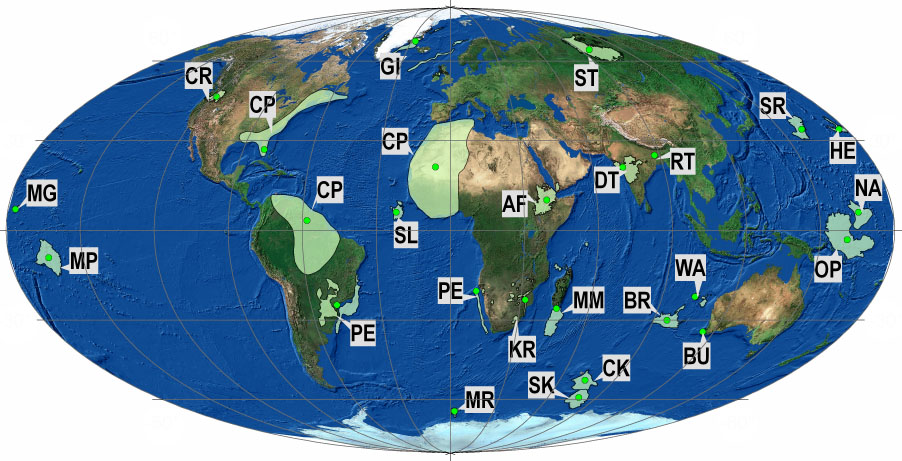 GI
ST
CR
CP
SR
CP
HE
RT
DT
MG
CP
AF
NA
SL
MP
OP
WA
PE
MM
BR
PE
KR
BU
CK
SK
MR